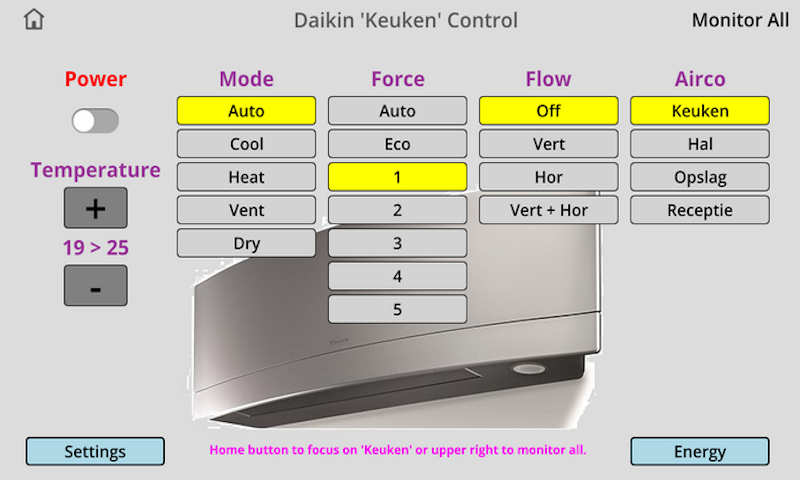 Daikin 'Keuken' Control
Monitor All
Power
Mode
Force
Flow
Airco
Auto
Auto
Off
Keuken
Cool
Eco
Vert
Hal
Temperature
Heat
1
Hor
Opslag
+
Vent
2
Vert + Hor
Receptie
19 > 25
Dry
3
-
4
5
Settings
Home button to focus on 'Keuken' or upper right to monitor all.
Energy